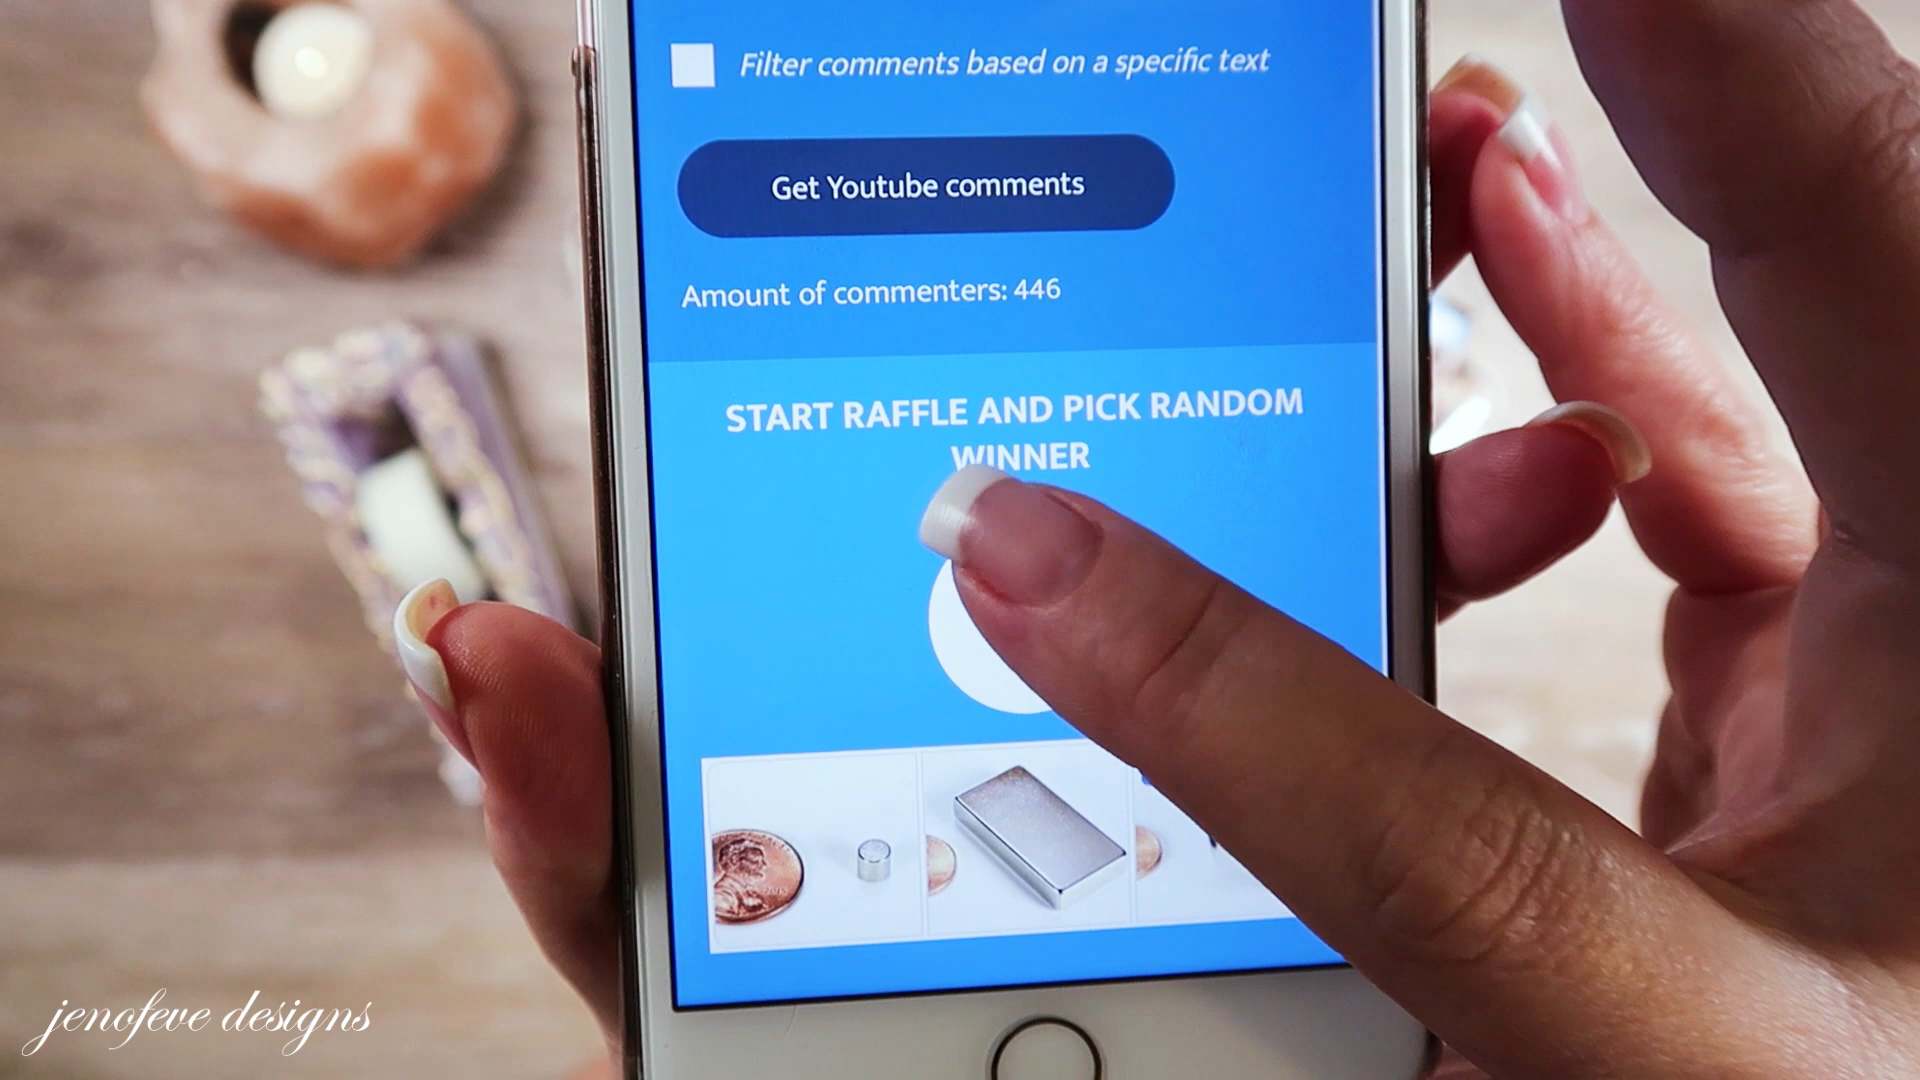 Filter comments based on a specific text
Get Youtube comments
Amount of commenters: 446
START RAFFLE AND PICK RANDOM
WINNER
jenofeve designs